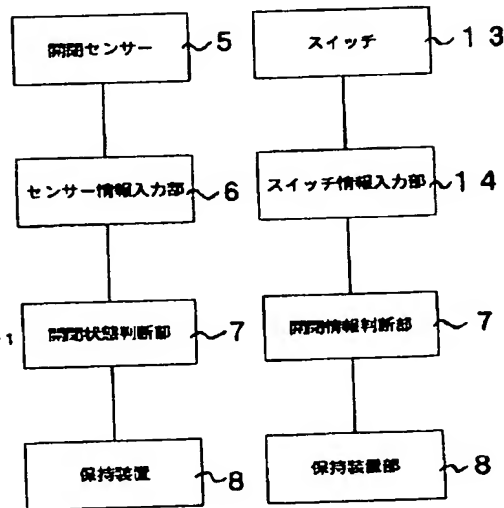 開閉センサー 5
センサー情報入力部 6
開閉状態判断部 7
保持装置 8
スイッチ 13
スイッチ情報入力部 14
開閉情報判断部 7
保持装置部 8